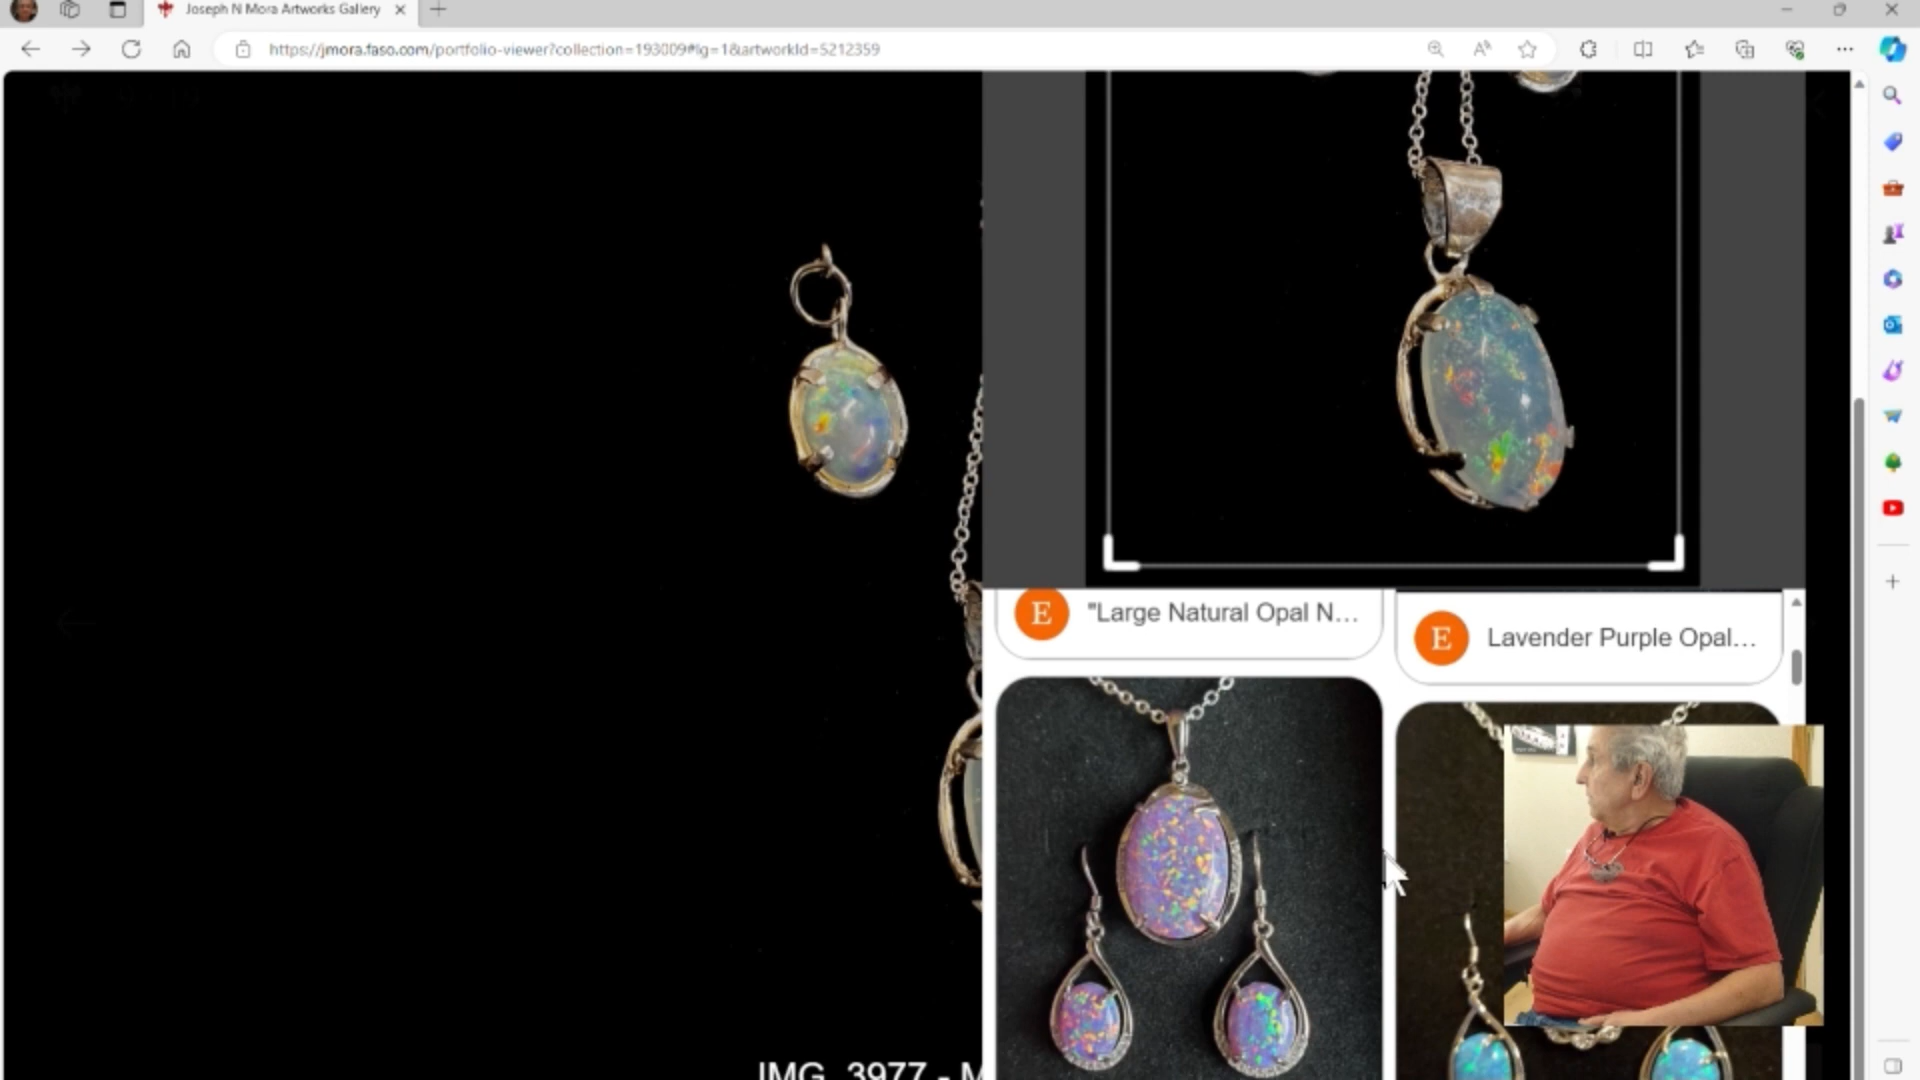 Joseph N Mora Artworks Gallery
https://jmora.faso.com/portfolio-viewer?collection=193009#lg=1&artworkId=5212359
E "Large Natural Opal N...
E Lavender Purple Opal...
IMG_3977 - M